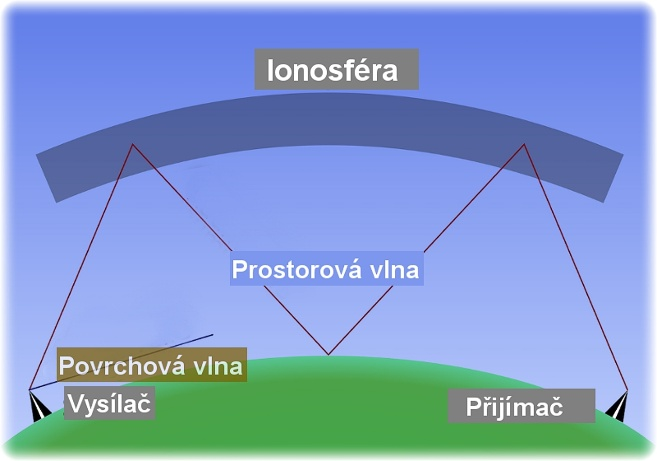 Ionosféra
Prostorová vlna
Povrchová vlna
Vysílač
Přijímač